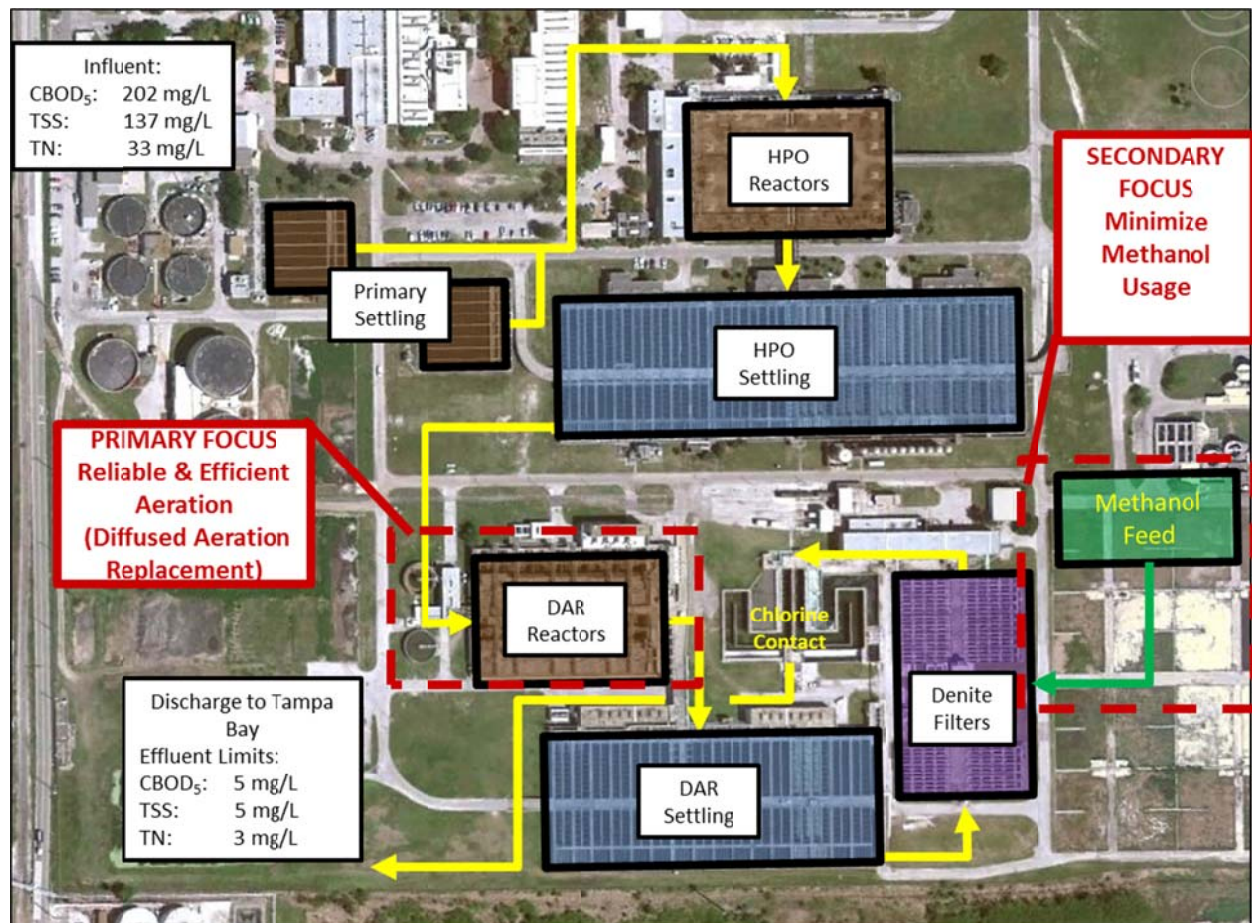 Influent:
CBOD₅: 202 mg/L
TSS: 137 mg/L
TN: 33 mg/L
HPO
Reactors
SECONDARY
FOCUS
Minimize
Methanol
Usage
Primary
Settling
HPO
Settling
PRIMARY FOCUS
Reliable & Efficient
Aeration
(Diffused Aeration
Replacement)
Methanol
Feed
DAR
Reactors
Chlorine
Contact
Denite
Filters
Discharge to Tampa
Bay
Effluent Limits:
CBOD₅: 5 mg/L
TSS: 5 mg/L
TN: 3 mg/L
DAR
Settling